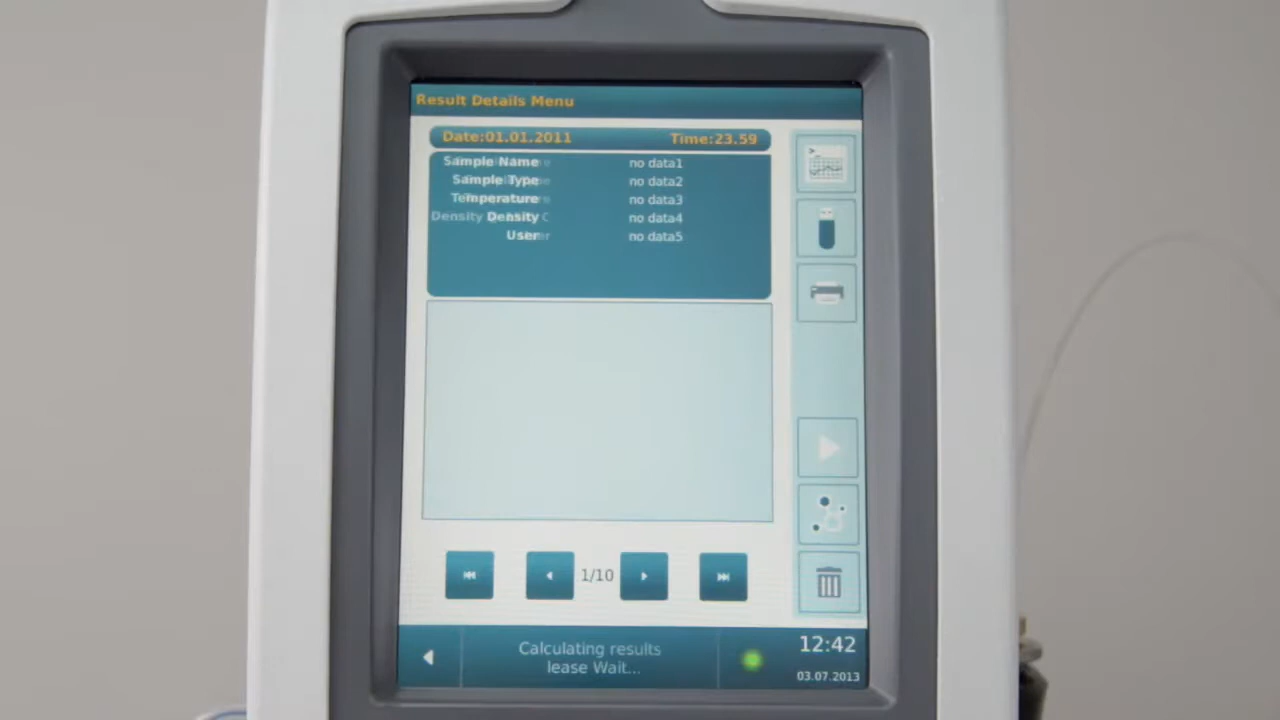 Result Details Menu
Date:01.01.2011 Time:23.59
Sample Name no data1
Sample Type no data2
Temperature no data3
Density Density no data4
User no data5
1/10
Calculating results
lease Wait...
12:42
03.07.2013